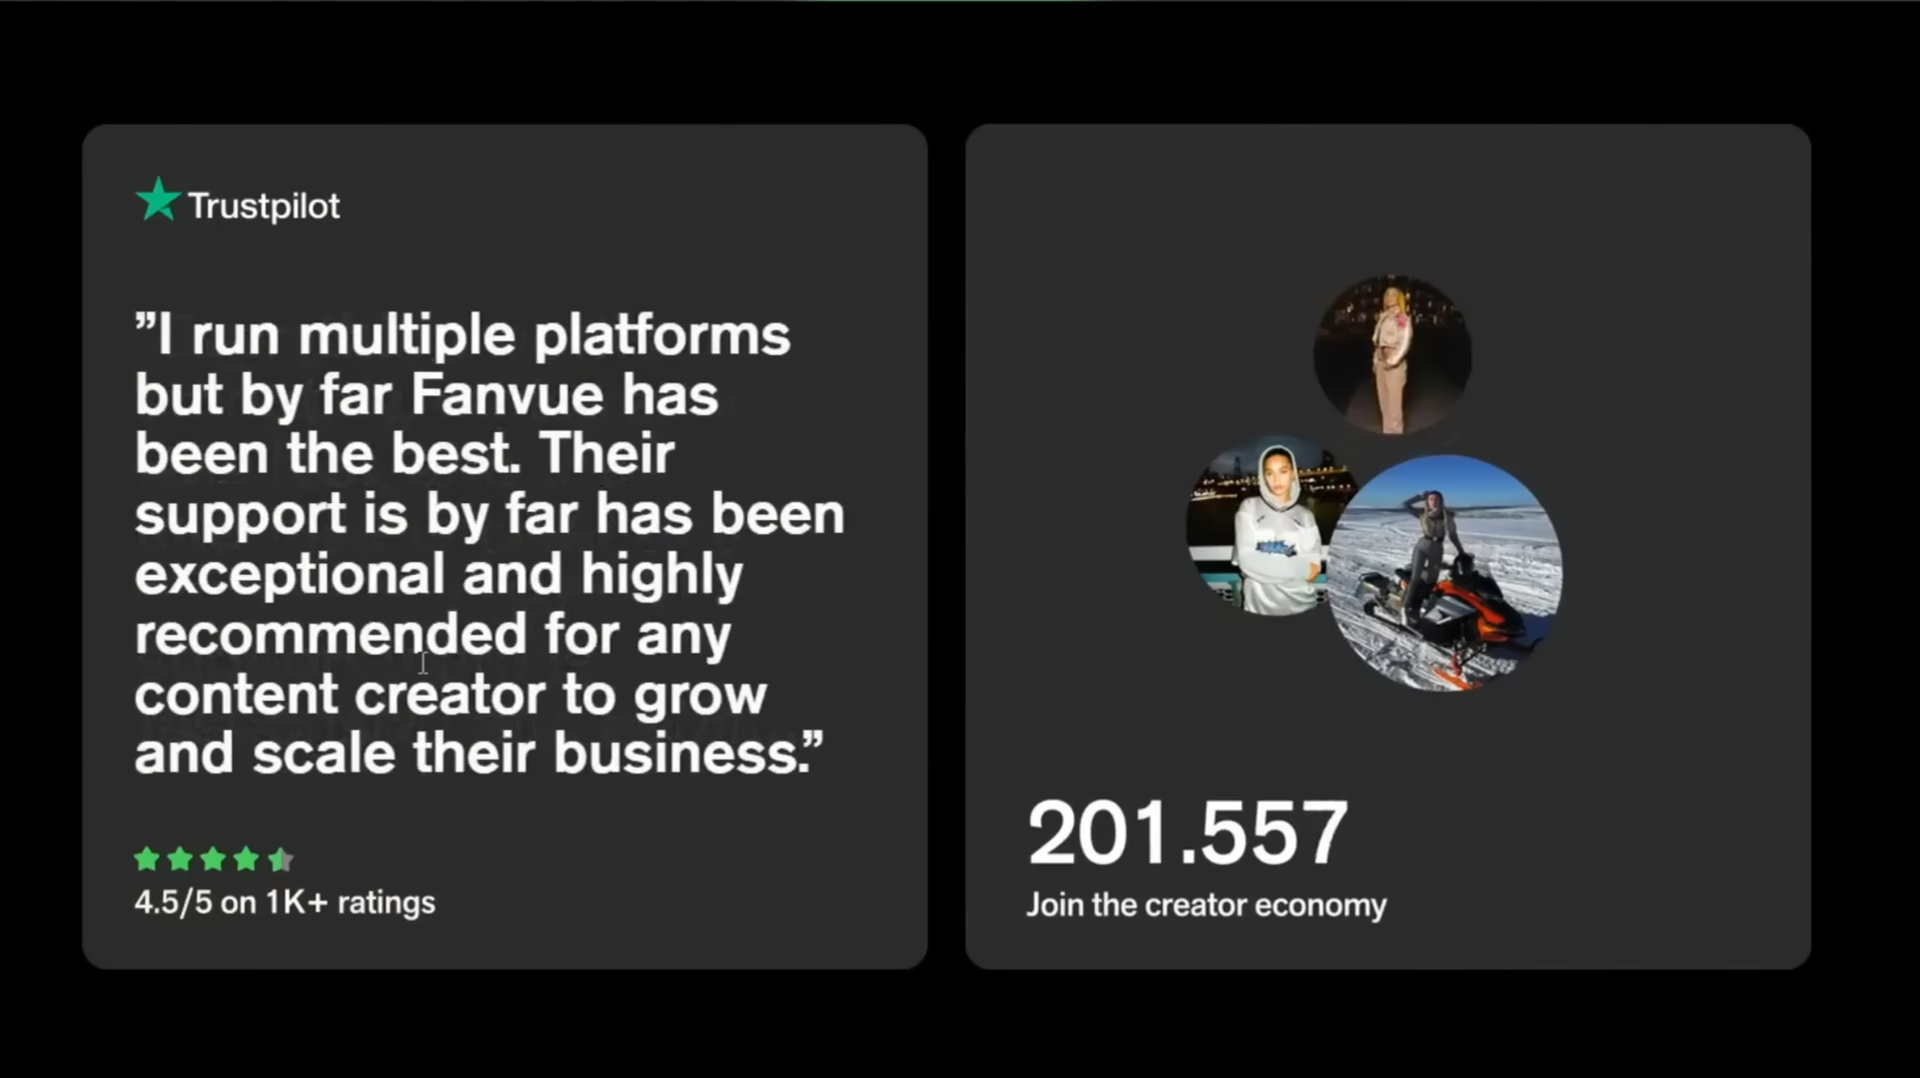 Trustpilot
”I run multiple platforms
but by far Fanvue has
been the best. Their
support is by far has been
exceptional and highly
recommended for any
content creator to grow
and scale their business.”
4.5/5 on 1K+ ratings
201.557
Join the creator economy